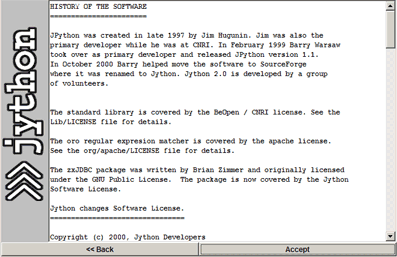 HISTORY OF THE SOFTWARE
========================
JPython was created in late 1997 by Jim Hugunin. Jim was also the
primary developer while he was at CNRI. In February 1999 Barry Warsaw
took over as primary developer and released JPython version 1.1.
In October 2000 Barry helped move the software to SourceForge
where it was renamed to Jython. Jython 2.0 is developed by a group
of volunteers.
The standard library is covered by the BeOpen / CNRI license. See the
Lib/LICENSE file for details.
The oro regular expresion matcher is covered by the apache license.
See the org/apache/LICENSE file for details.
The zxJDBC package was written by Brian Zimmer and originally licensed
under the GNU Public License.  The package is now covered by the Jython
Software License.
Jython changes Software License.
=================================
Copyright (c) 2000, Jython Developers
jython
<< Back
Accept